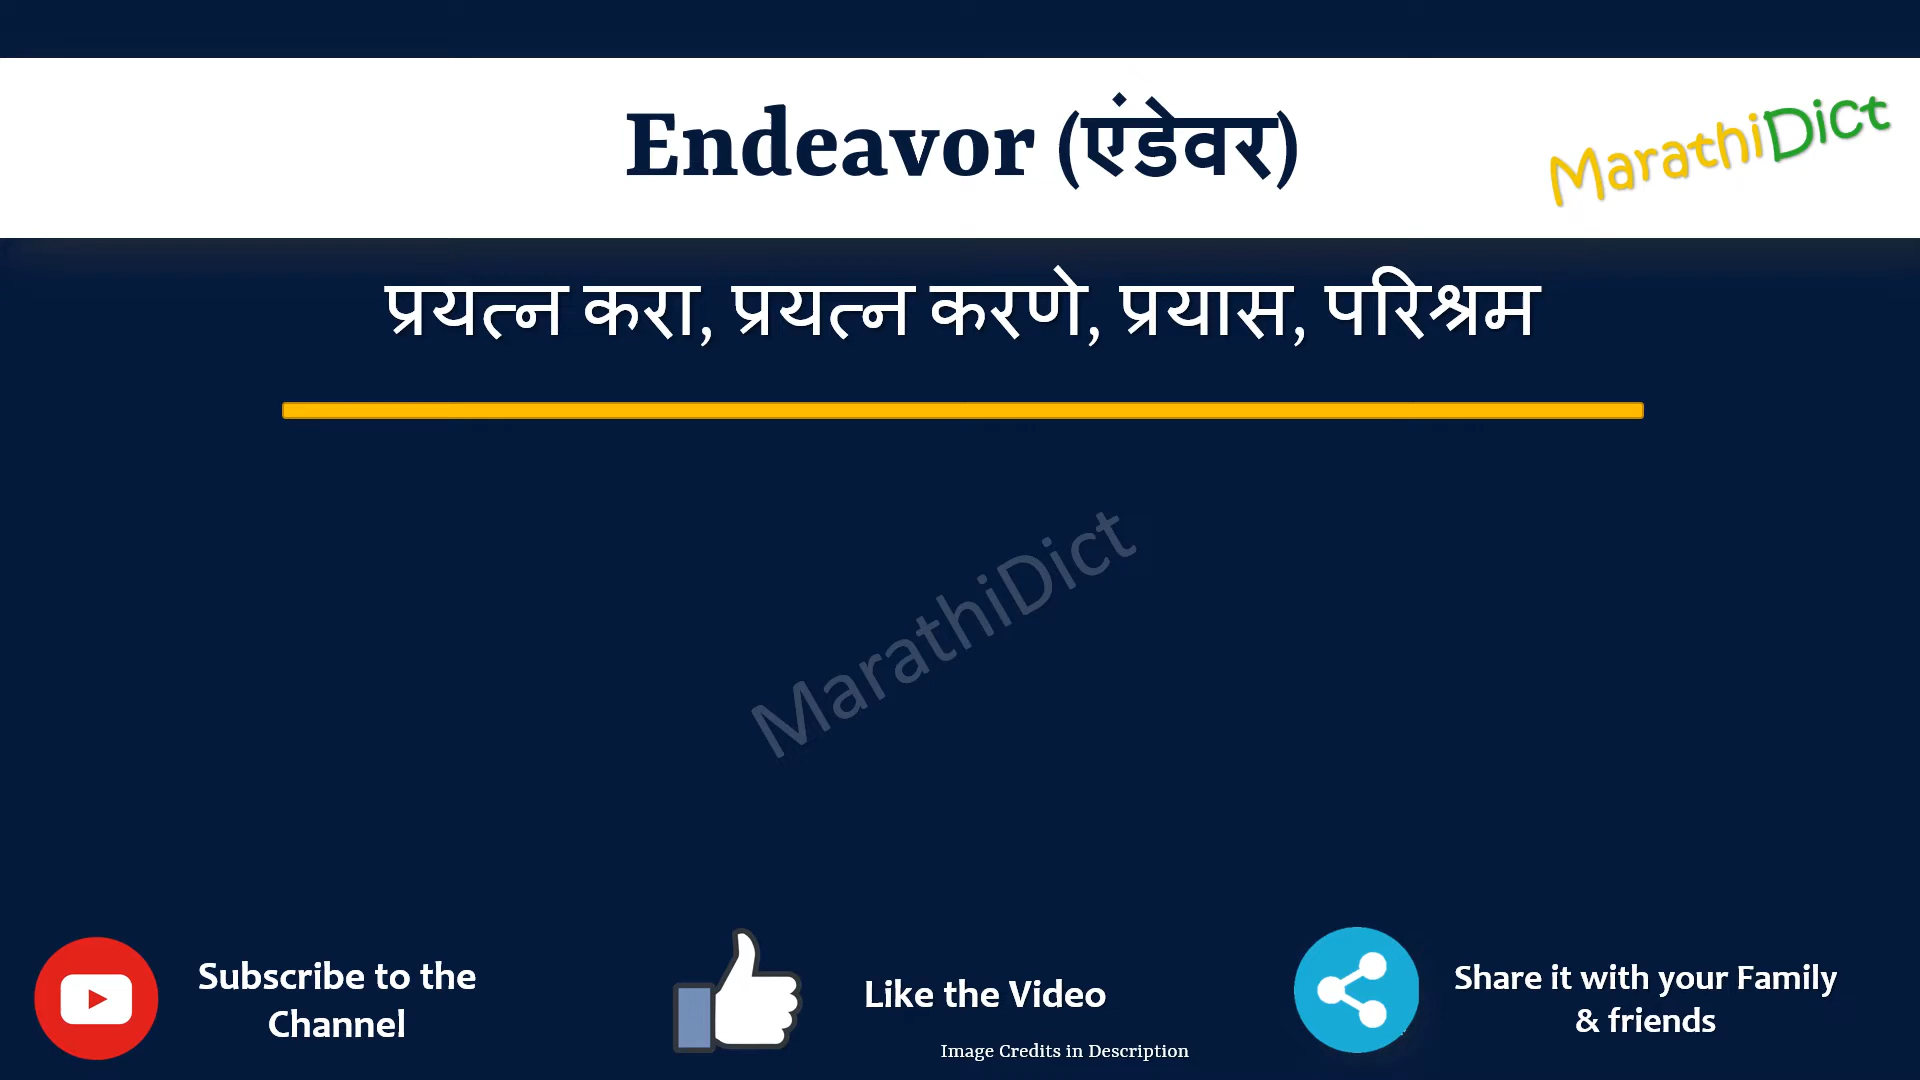 Endeavor (एंडेवर)
MarathiDict
प्रयत्न करा, प्रयत्न करणे, प्रयास, परिश्रम
MarathiDict
Subscribe to the
Channel
Like the Video
Share it with your Family
& friends
Image Credits in Description